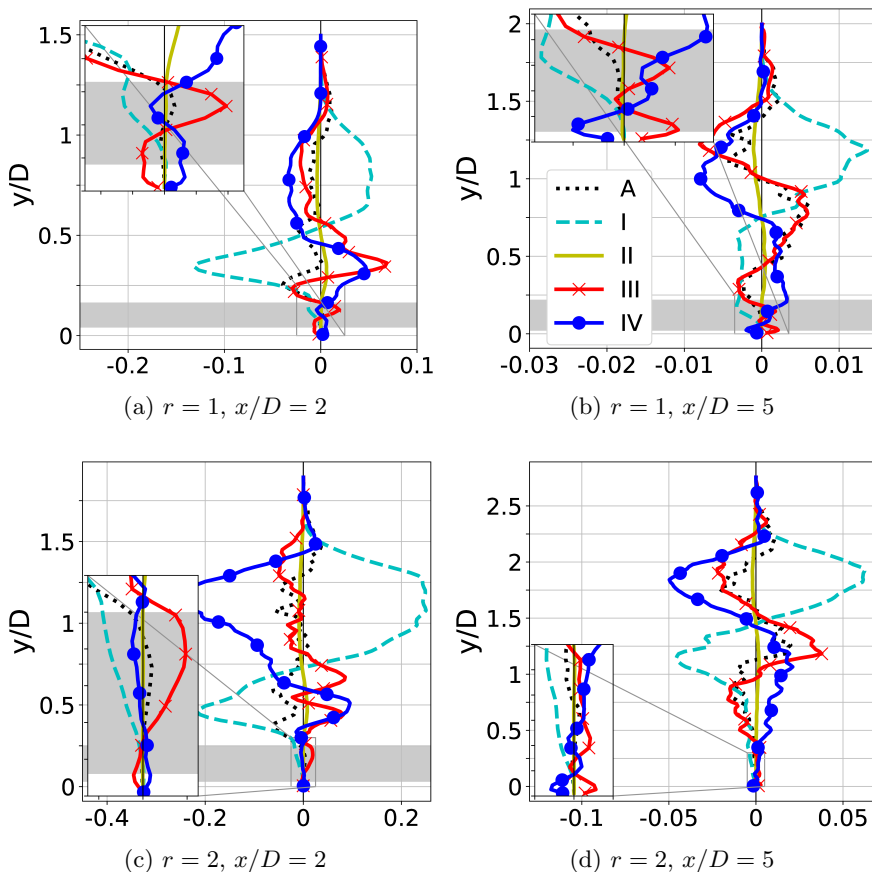 1.5
1
0.5
0
y/D
-0.2
-0.1
0
0.1
(a) r = 1, x/D = 2
2
1.5
1
0.5
0
y/D
A
I
II
III
IV
-0.03
-0.02
-0.01
0
0.01
(b) r = 1, x/D = 5
1.5
1
0.5
0
y/D
-0.4
-0.2
0
0.2
(c) r = 2, x/D = 2
2.5
2
1.5
1
0.5
0
y/D
-0.1
-0.05
0
0.05
(d) r = 2, x/D = 5